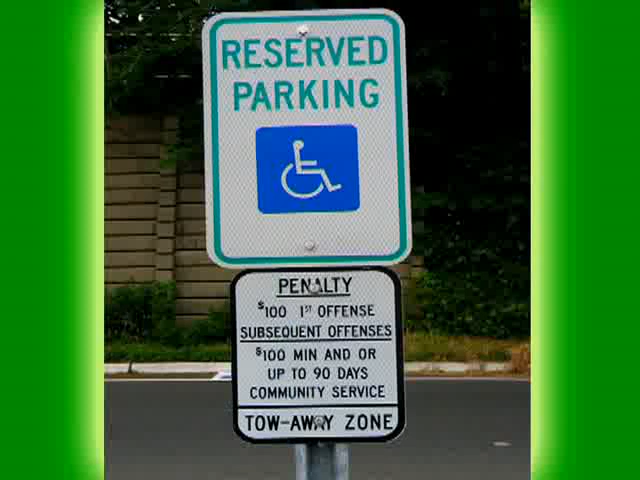 RESERVED
PARKING
PENALTY
$100 1ST OFFENSE
SUBSEQUENT OFFENSES
$100 MIN AND OR
UP TO 90 DAYS
COMMUNITY SERVICE
TOW-AWAY ZONE